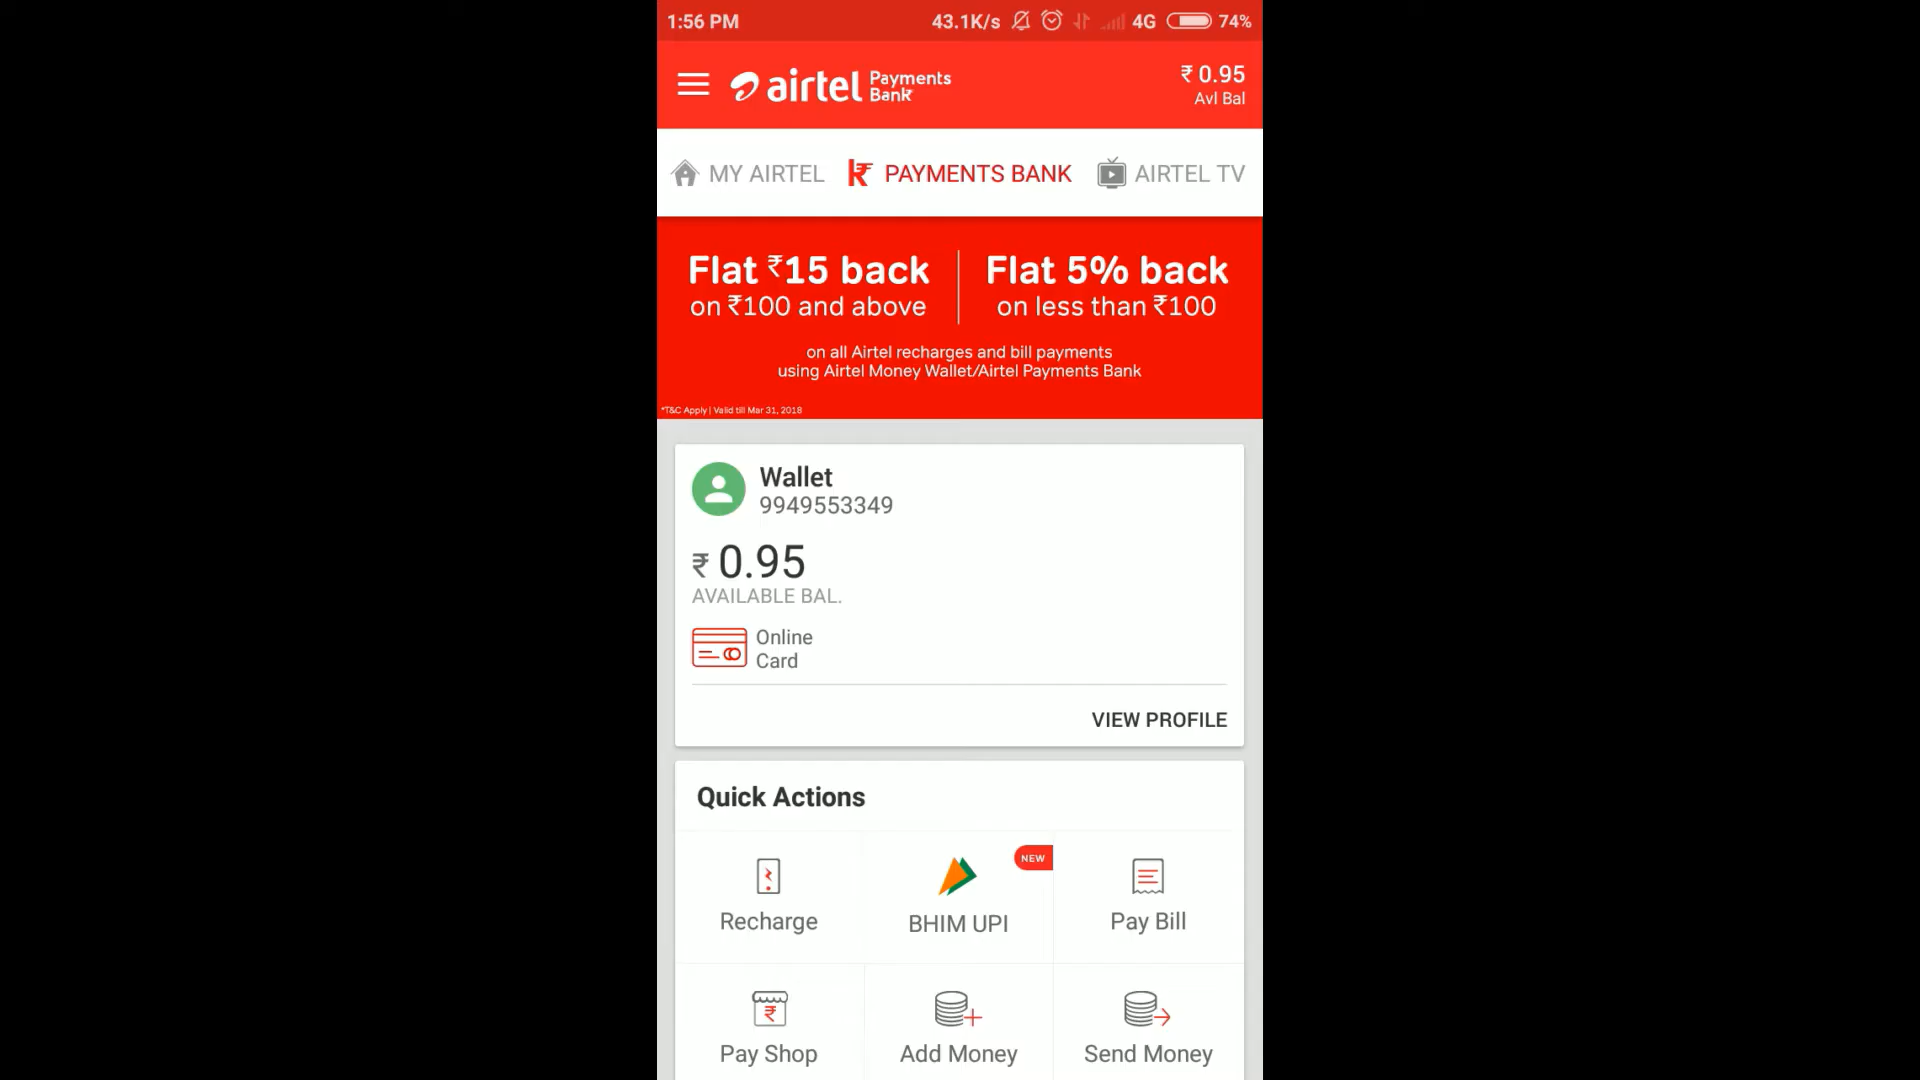 1:56 PM 43.1K/s 4G 74%
airtel Payments Bank ₹ 0.95
Avl Bal
MY AIRTEL PAYMENTS BANK AIRTEL TV
Flat ₹15 back Flat 5% back
on ₹100 and above on less than ₹100
on all Airtel recharges and bill payments
using Airtel Money Wallet/Airtel Payments Bank
*T&C Apply | Valid till Mar 31, 2018
Wallet
9949553349
₹ 0.95
AVAILABLE BAL.
Online
Card
VIEW PROFILE
Quick Actions
NEW
Recharge BHIM UPI Pay Bill
Pay Shop Add Money Send Money